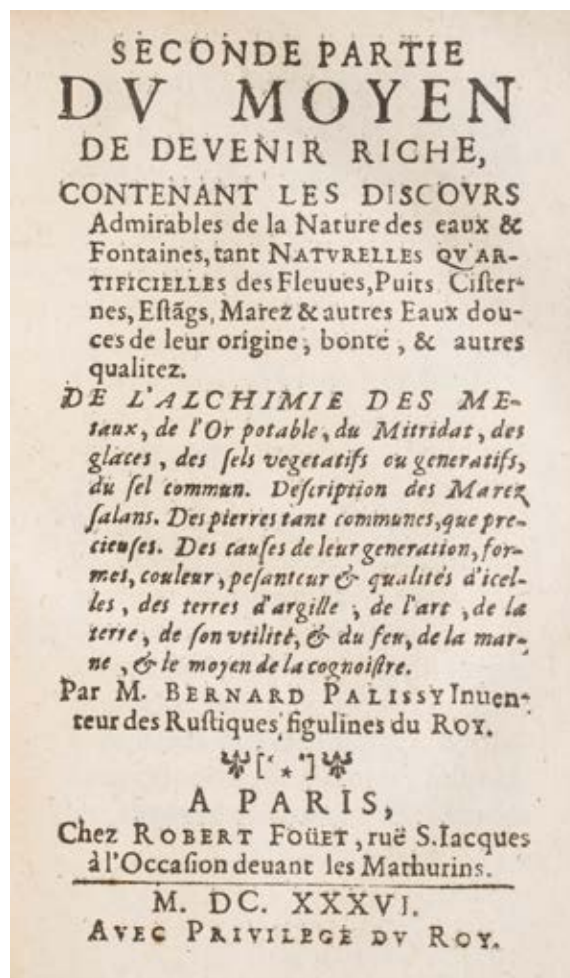 SECONDE PARTIE
DV MOYEN
DE DEVENIR RICHE,
CONTENANT LES DISCOVRS
Admirables de la Nature des eaux &
Fontaines, tant NATVRELLES QV'AR-
TIFICIELLES des Fleuues, Puits Cister-
nes, Estãgs, Marez & autres Eaux dou-
ces de leur origine, bonté, & autres
qualitez.
DE L'ALCHIMIE DES ME-
taux, de l'Or potable, du Mitridat, des
glaces, des ſels vegetatifs ou generatifs,
du ſel commun. Deſcription des Marez
ſalans. Des pierres tant communes, que pre-
cieuſes. Des cauſes de leur generation, for-
mes, couleur, peſanteur & qualités d'icel-
les, des terres d'argille, de l'art, de la
terre, de ſon vtilité, & du feu, de la mar-
ne, & le moyen de la cognoiſtre.
Par M. BERNARD PALISSY Inuen-
teur des Ruſtiques figulines du ROY.
[* * *]
A PARIS,
Chez ROBERT FOÜET, ruë S. Iacques
à l'Occaſion deuant les Mathurins.
M. DC. XXXVI.
AVEC PRIVILEGE DV ROY.